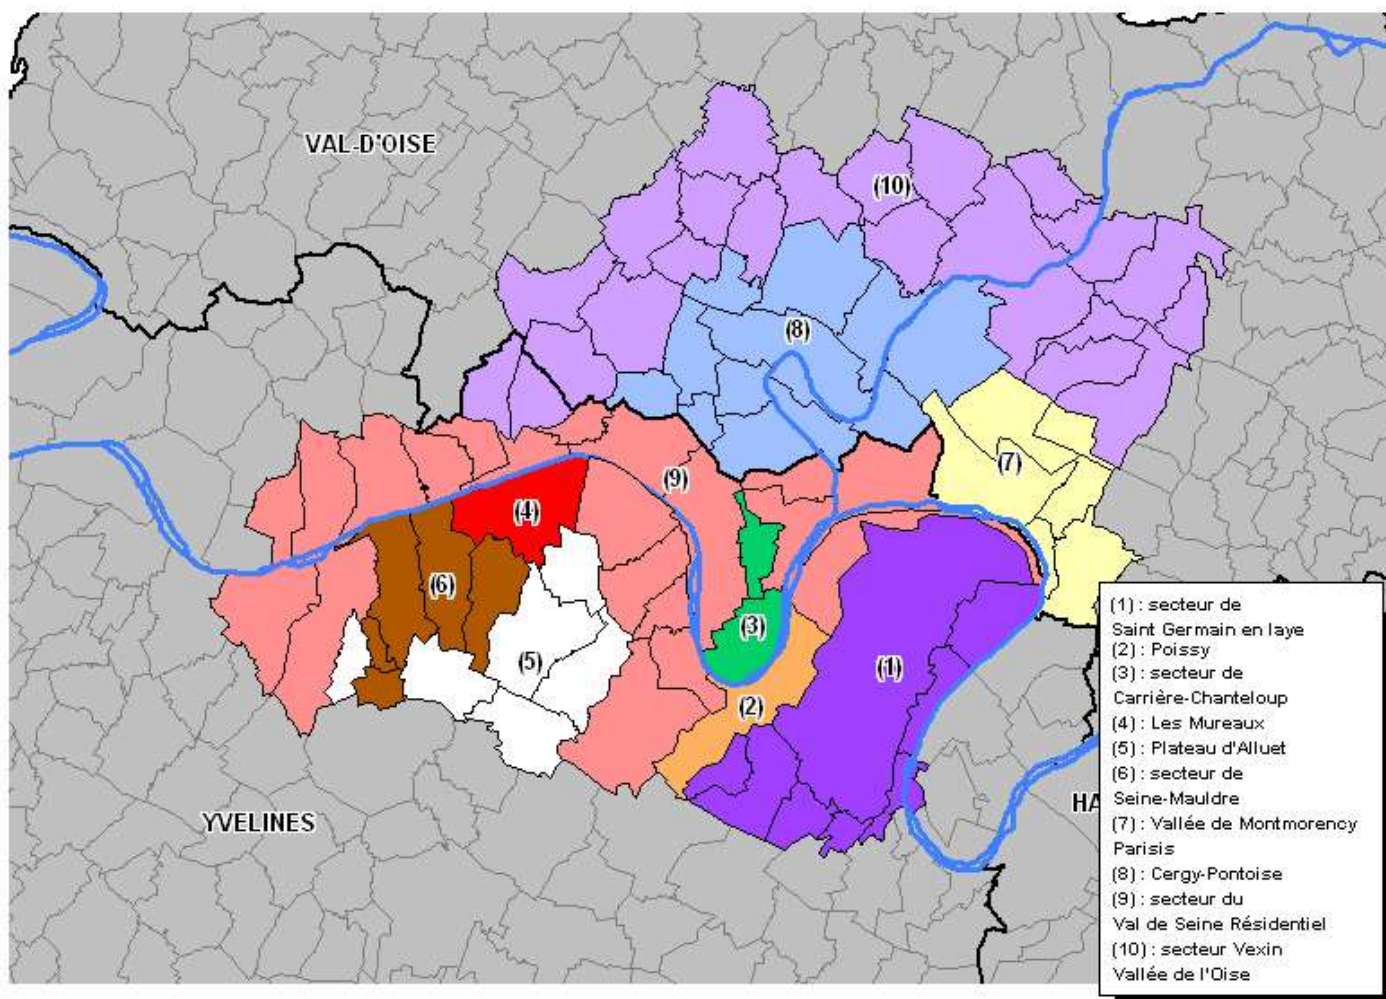 VAL-D'OISE
(10)
(8)
(7)
(9)
(4)
(6)
(3)
(5)
(1)
(2)
YVELINES
HA
(1) : secteur de
Saint Germain en laye
(2) : Poissy
(3) : secteur de
Carrière-Chanteloup
(4) : Les Mureaux
(5) : Plateau d'Alluet
(6) : secteur de
Seine-Mauldre
(7) : Vallée de Montmorency
Parisis
(8) : Cergy-Pontoise
(9) : secteur du
Val de Seine Résidentiel
(10) : secteur Vexin
Vallée de l'Oise